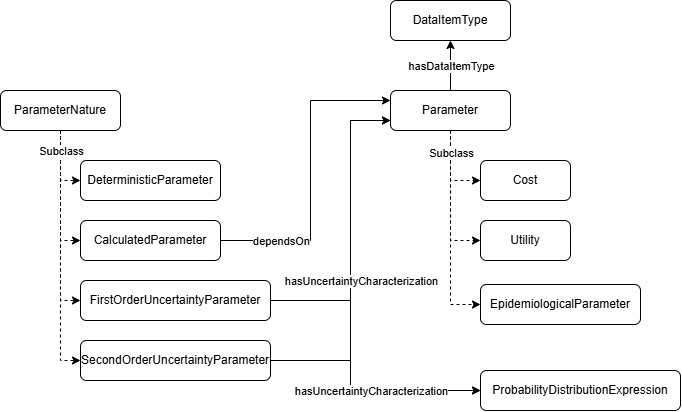 DataItemType
hasDataItemType
ParameterNature
Parameter
Subclass
Subclass
DeterministicParameter
Cost
CalculatedParameter
dependsOn
Utility
hasUncertaintyCharacterization
FirstOrderUncertaintyParameter
EpidemiologicalParameter
SecondOrderUncertaintyParameter
hasUncertaintyCharacterization
ProbabilityDistributionExpression